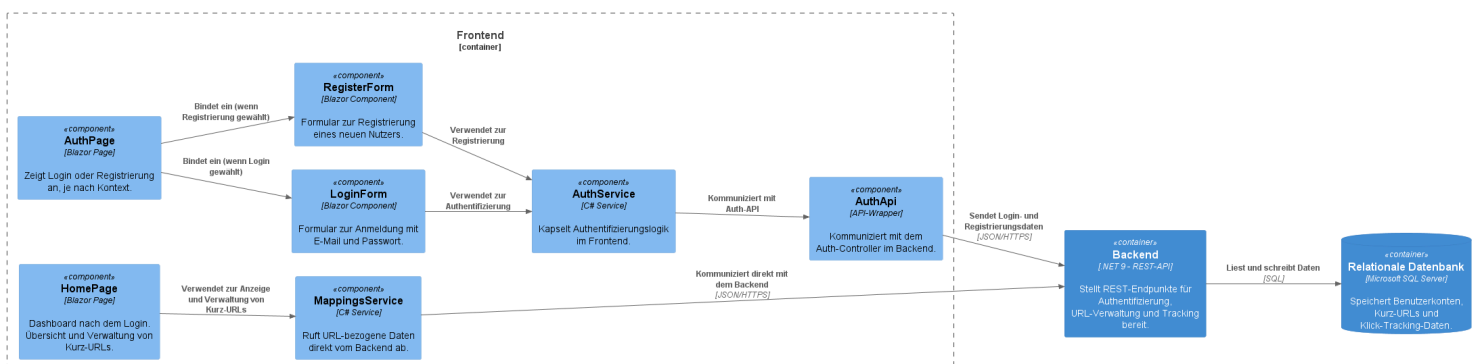 Frontend
[container]
«component»
AuthPage
[Blazor Page]
Zeigt Login oder Registrierung
an, je nach Kontext.
Bindet ein (wenn
Registrierung gewählt)
Bindet ein (wenn Login
gewählt)
«component»
RegisterForm
[Blazor Component]
Formular zur Registrierung
eines neuen Nutzers.
«component»
LoginForm
[Blazor Component]
Formular zur Anmeldung mit
E-Mail und Passwort.
Verwendet zur
Registrierung
Verwendet zur
Authentifizierung
«component»
AuthService
[C# Service]
Kapselt Authentifizierungslogik
im Frontend.
Kommuniziert mit
Auth-API
«component»
AuthApi
[API-Wrapper]
Kommuniziert mit dem
Auth-Controller im Backend.
Sendet Login- und
Registrierungsdaten
[JSON/HTTPS]
«component»
HomePage
[Blazor Page]
Dashboard nach dem Login.
Übersicht und Verwaltung von
Kurz-URLs.
Verwendet zur Anzeige
und Verwaltung von
Kurz-URLs
«component»
MappingsService
[C# Service]
Ruft URL-bezogene Daten
direkt vom Backend ab.
Kommuniziert direkt mit
dem Backend
[JSON/HTTPS]
«container»
Backend
[.NET 9 - REST-API]
Stellt REST-Endpunkte für
Authentifizierung,
URL-Verwaltung und Tracking
bereit.
Liest und schreibt Daten
[SQL]
«container»
Relationale Datenbank
[Microsoft SQL Server]
Speichert Benutzerkonten,
Kurz-URLs und
Klick-Tracking-Daten.